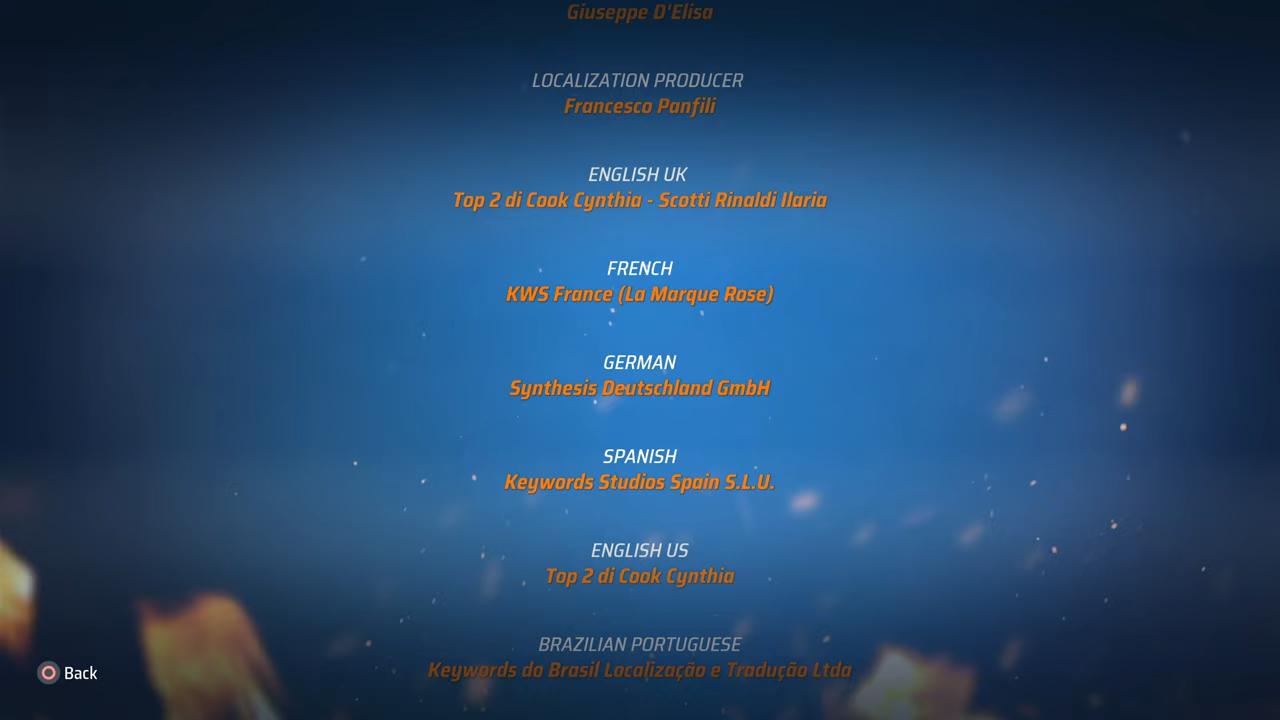 Giuseppe D'Elisa
LOCALIZATION PRODUCER
Francesco Panfili
ENGLISH UK
Top 2 di Cook Cynthia - Scotti Rinaldi Ilaria
FRENCH
KWS France (La Marque Rose)
GERMAN
Synthesis Deutschland GmbH
SPANISH
Keywords Studios Spain S.L.U.
ENGLISH US
Top 2 di Cook Cynthia
BRAZILIAN PORTUGUESE
Keywords do Brasil Localização e Tradução Ltda
Back